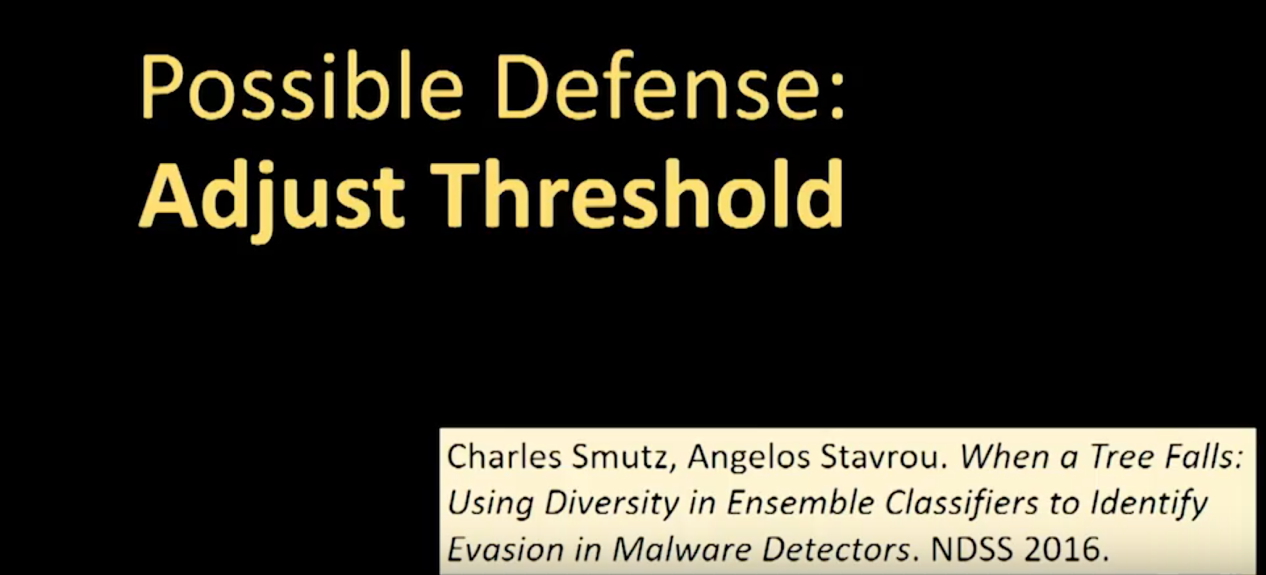 Possible Defense:
Adjust Threshold
Charles Smutz, Angelos Stavrou. When a Tree Falls:
Using Diversity in Ensemble Classifiers to Identify
Evasion in Malware Detectors. NDSS 2016.